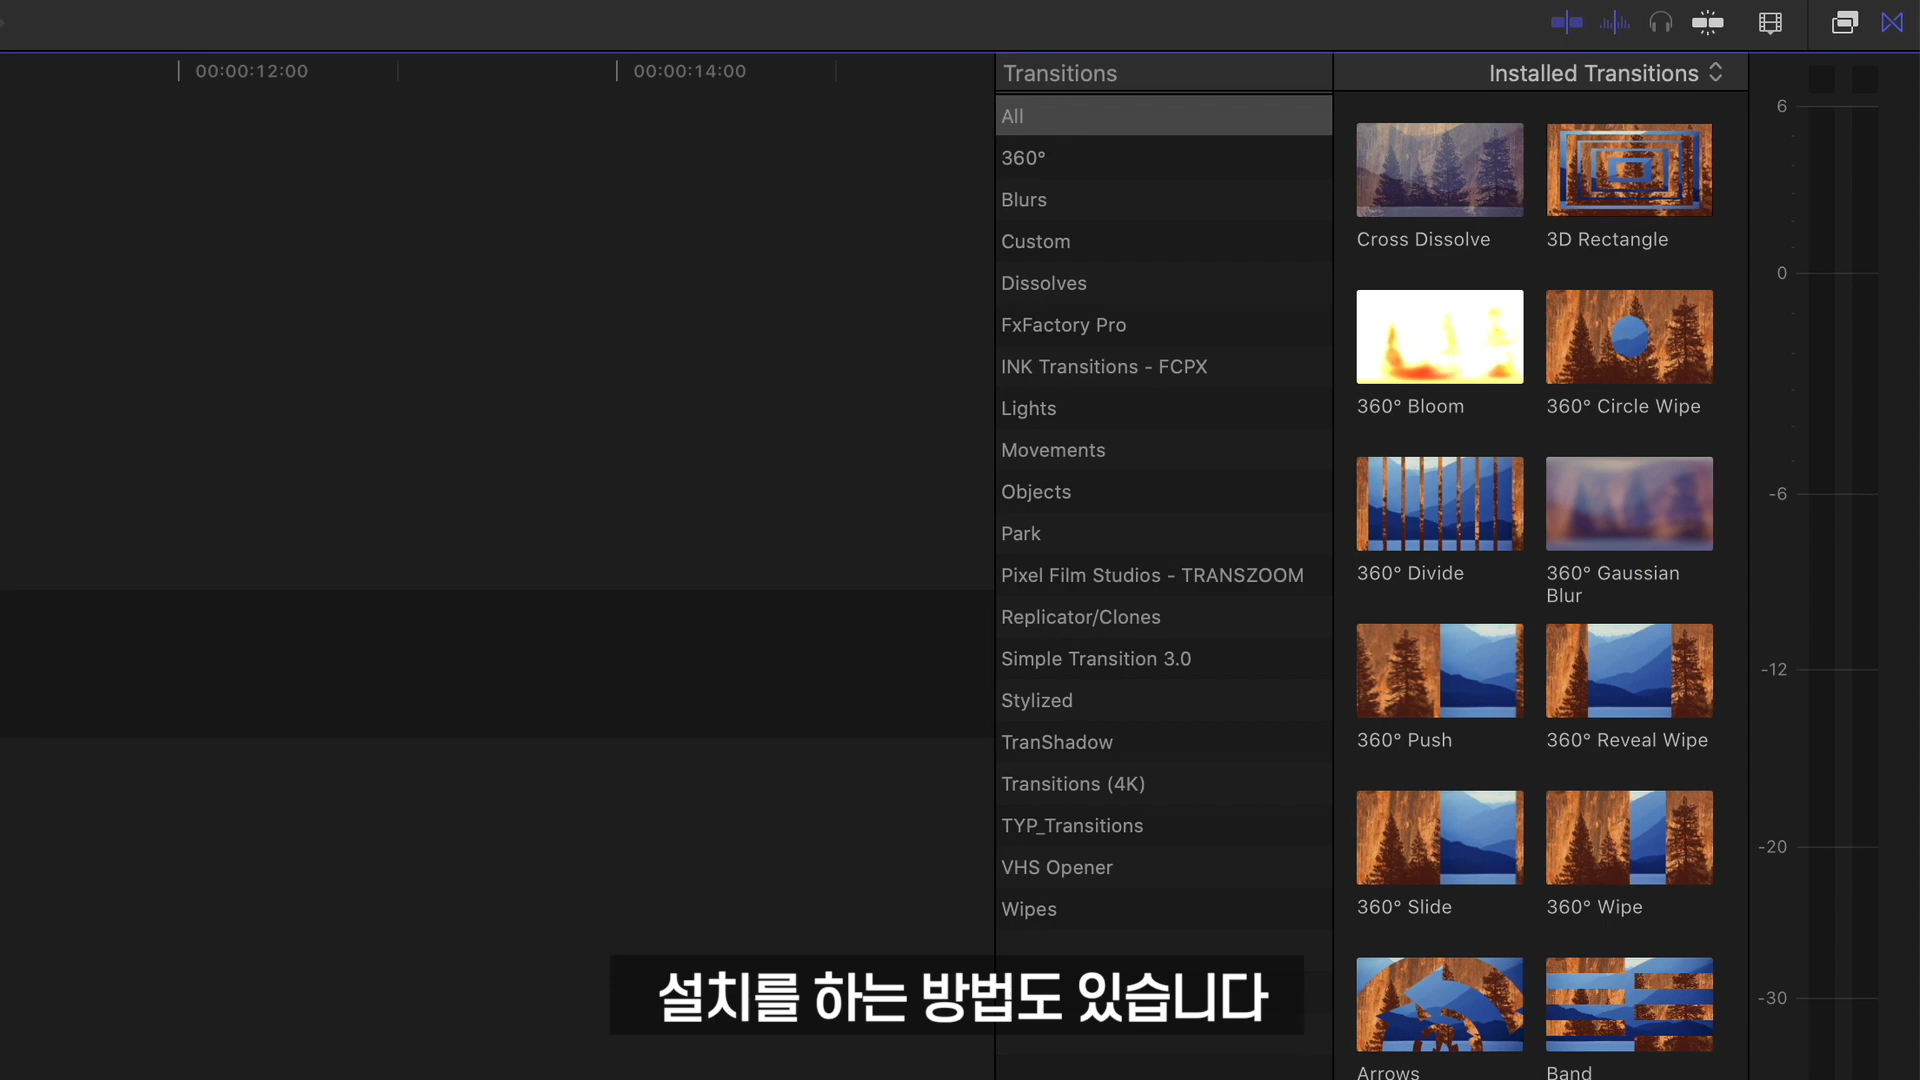 00:00:12:00
00:00:14:00
Transitions
Installed Transitions
All
360°
Blurs
Custom
Dissolves
FxFactory Pro
INK Transitions - FCPX
Lights
Movements
Objects
Park
Pixel Film Studios - TRANSZOOM
Replicator/Clones
Simple Transition 3.0
Stylized
TranShadow
Transitions (4K)
TYP_Transitions
VHS Opener
Wipes
Cross Dissolve
3D Rectangle
360° Bloom
360° Circle Wipe
360° Divide
360° Gaussian
Blur
360° Push
360° Reveal Wipe
360° Slide
360° Wipe
Arrows
Band
6
0
-6
-12
-20
-30
설치를 하는 방법도 있습니다